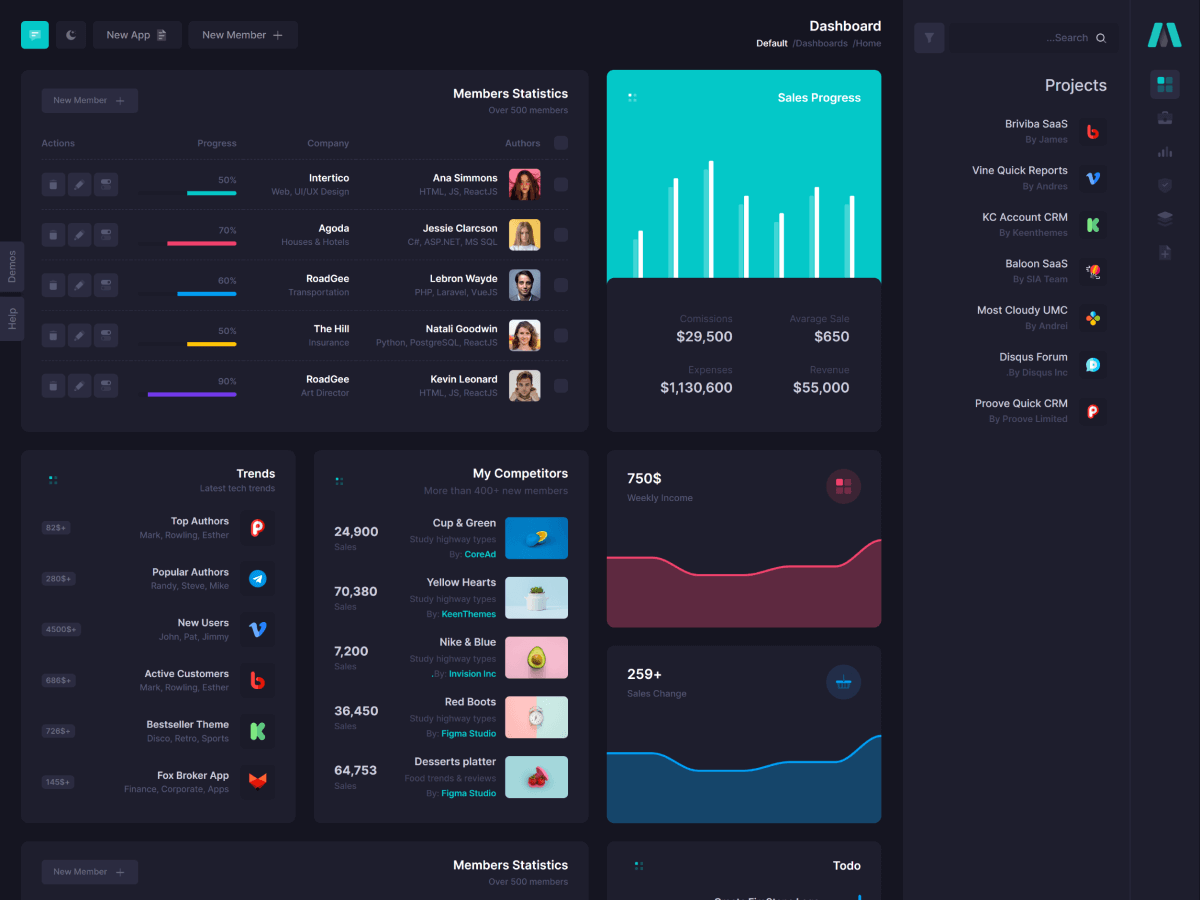 New App
New Member
Dashboard
Default /Dashboards /Home
...Search
Projects
Briviba SaaS
By James
Vine Quick Reports
By Andres
KC Account CRM
By Keenthemes
Baloon SaaS
By SIA Team
Most Cloudy UMC
By Andrei
Disqus Forum
.By Disqus Inc
Proove Quick CRM
By Proove Limited
Demos
Help
New Member
Members Statistics
Over 500 members
Actions Progress Company Authors
50% Intertico Ana Simmons
Web, UI/UX Design HTML, JS, ReactJS
70% Agoda Jessie Clarcson
Houses & Hotels C#, ASP.NET, MS SQL
60% RoadGee Lebron Wayde
Transportation PHP, Laravel, VueJS
50% The Hill Natali Goodwin
Insurance Python, PostgreSQL, ReactJS
90% RoadGee Kevin Leonard
Art Director HTML, JS, ReactJS
Sales Progress
Comissions Avarage Sale
$29,500 $650
Expenses Revenue
$1,130,600 $55,000
Trends
Latest tech trends
82$+ Top Authors
Mark, Rowling, Esther
280$+ Popular Authors
Randy, Steve, Mike
4500$+ New Users
John, Pat, Jimmy
686$+ Active Customers
Mark, Rowling, Esther
726$+ Bestseller Theme
Disco, Retro, Sports
145$+ Fox Broker App
Finance, Corporate, Apps
My Competitors
More than 400+ new members
24,900 Cup & Green
Sales Study highway types
By: CoreAd
70,380 Yellow Hearts
Sales Study highway types
By: KeenThemes
7,200 Nike & Blue
Sales Study highway types
.By: Invision Inc
36,450 Red Boots
Sales Study highway types
By: Figma Studio
64,753 Desserts platter
Sales Food trends & reviews
By: Figma Studio
750$
Weekly Income
259+
Sales Change
New Member
Members Statistics
Over 500 members
Todo